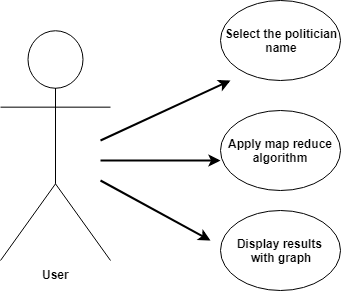 Select the politician
name
Apply map reduce
algorithm
Display results
with graph
User